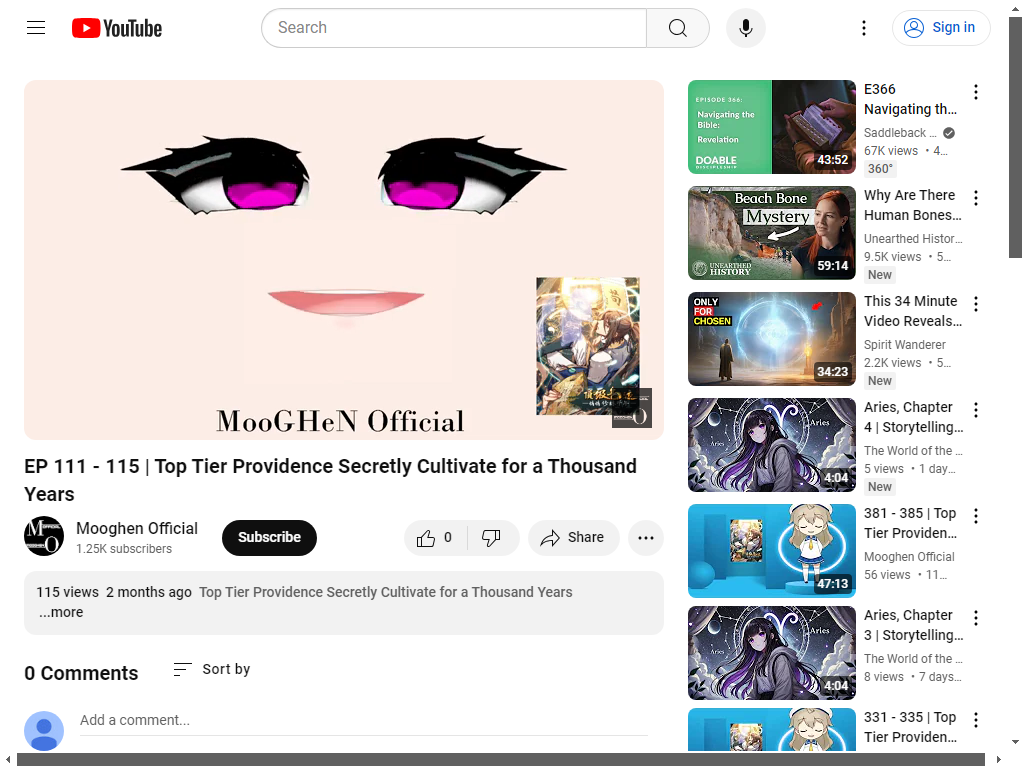 YouTube
Search
Sign in
MooGHeN Official
EP 111 - 115 | Top Tier Providence Secretly Cultivate for a Thousand
Years
Mooghen Official
1.25K subscribers
Subscribe
0
Share
...
115 views 2 months ago Top Tier Providence Secretly Cultivate for a Thousand Years
...more
0 Comments
Sort by
Add a comment...
EPISODE 366:
Navigating the
Bible:
Revelation
DOABLE
DISCIPLESHIP
43:52
E366
Navigating th...
Saddleback ...
67K views • 4...
360°
Beach Bone
Mystery
UNEARTHED
HISTORY
59:14
Why Are There
Human Bones...
Unearthed Histor...
9.5K views • 5...
New
ONLY
FOR
CHOSEN
34:23
This 34 Minute
Video Reveals...
Spirit Wanderer
2.2K views • 5...
New
Aries
Aries
4:04
Aries, Chapter
4 | Storytelling...
The World of the ...
5 views • 1 day...
New
47:13
381 - 385 | Top
Tier Providen...
Mooghen Official
56 views • 11...
Aries
Aries
4:04
Aries, Chapter
3 | Storytelling...
The World of the ...
8 views • 7 days...
331 - 335 | Top
Tier Providen...